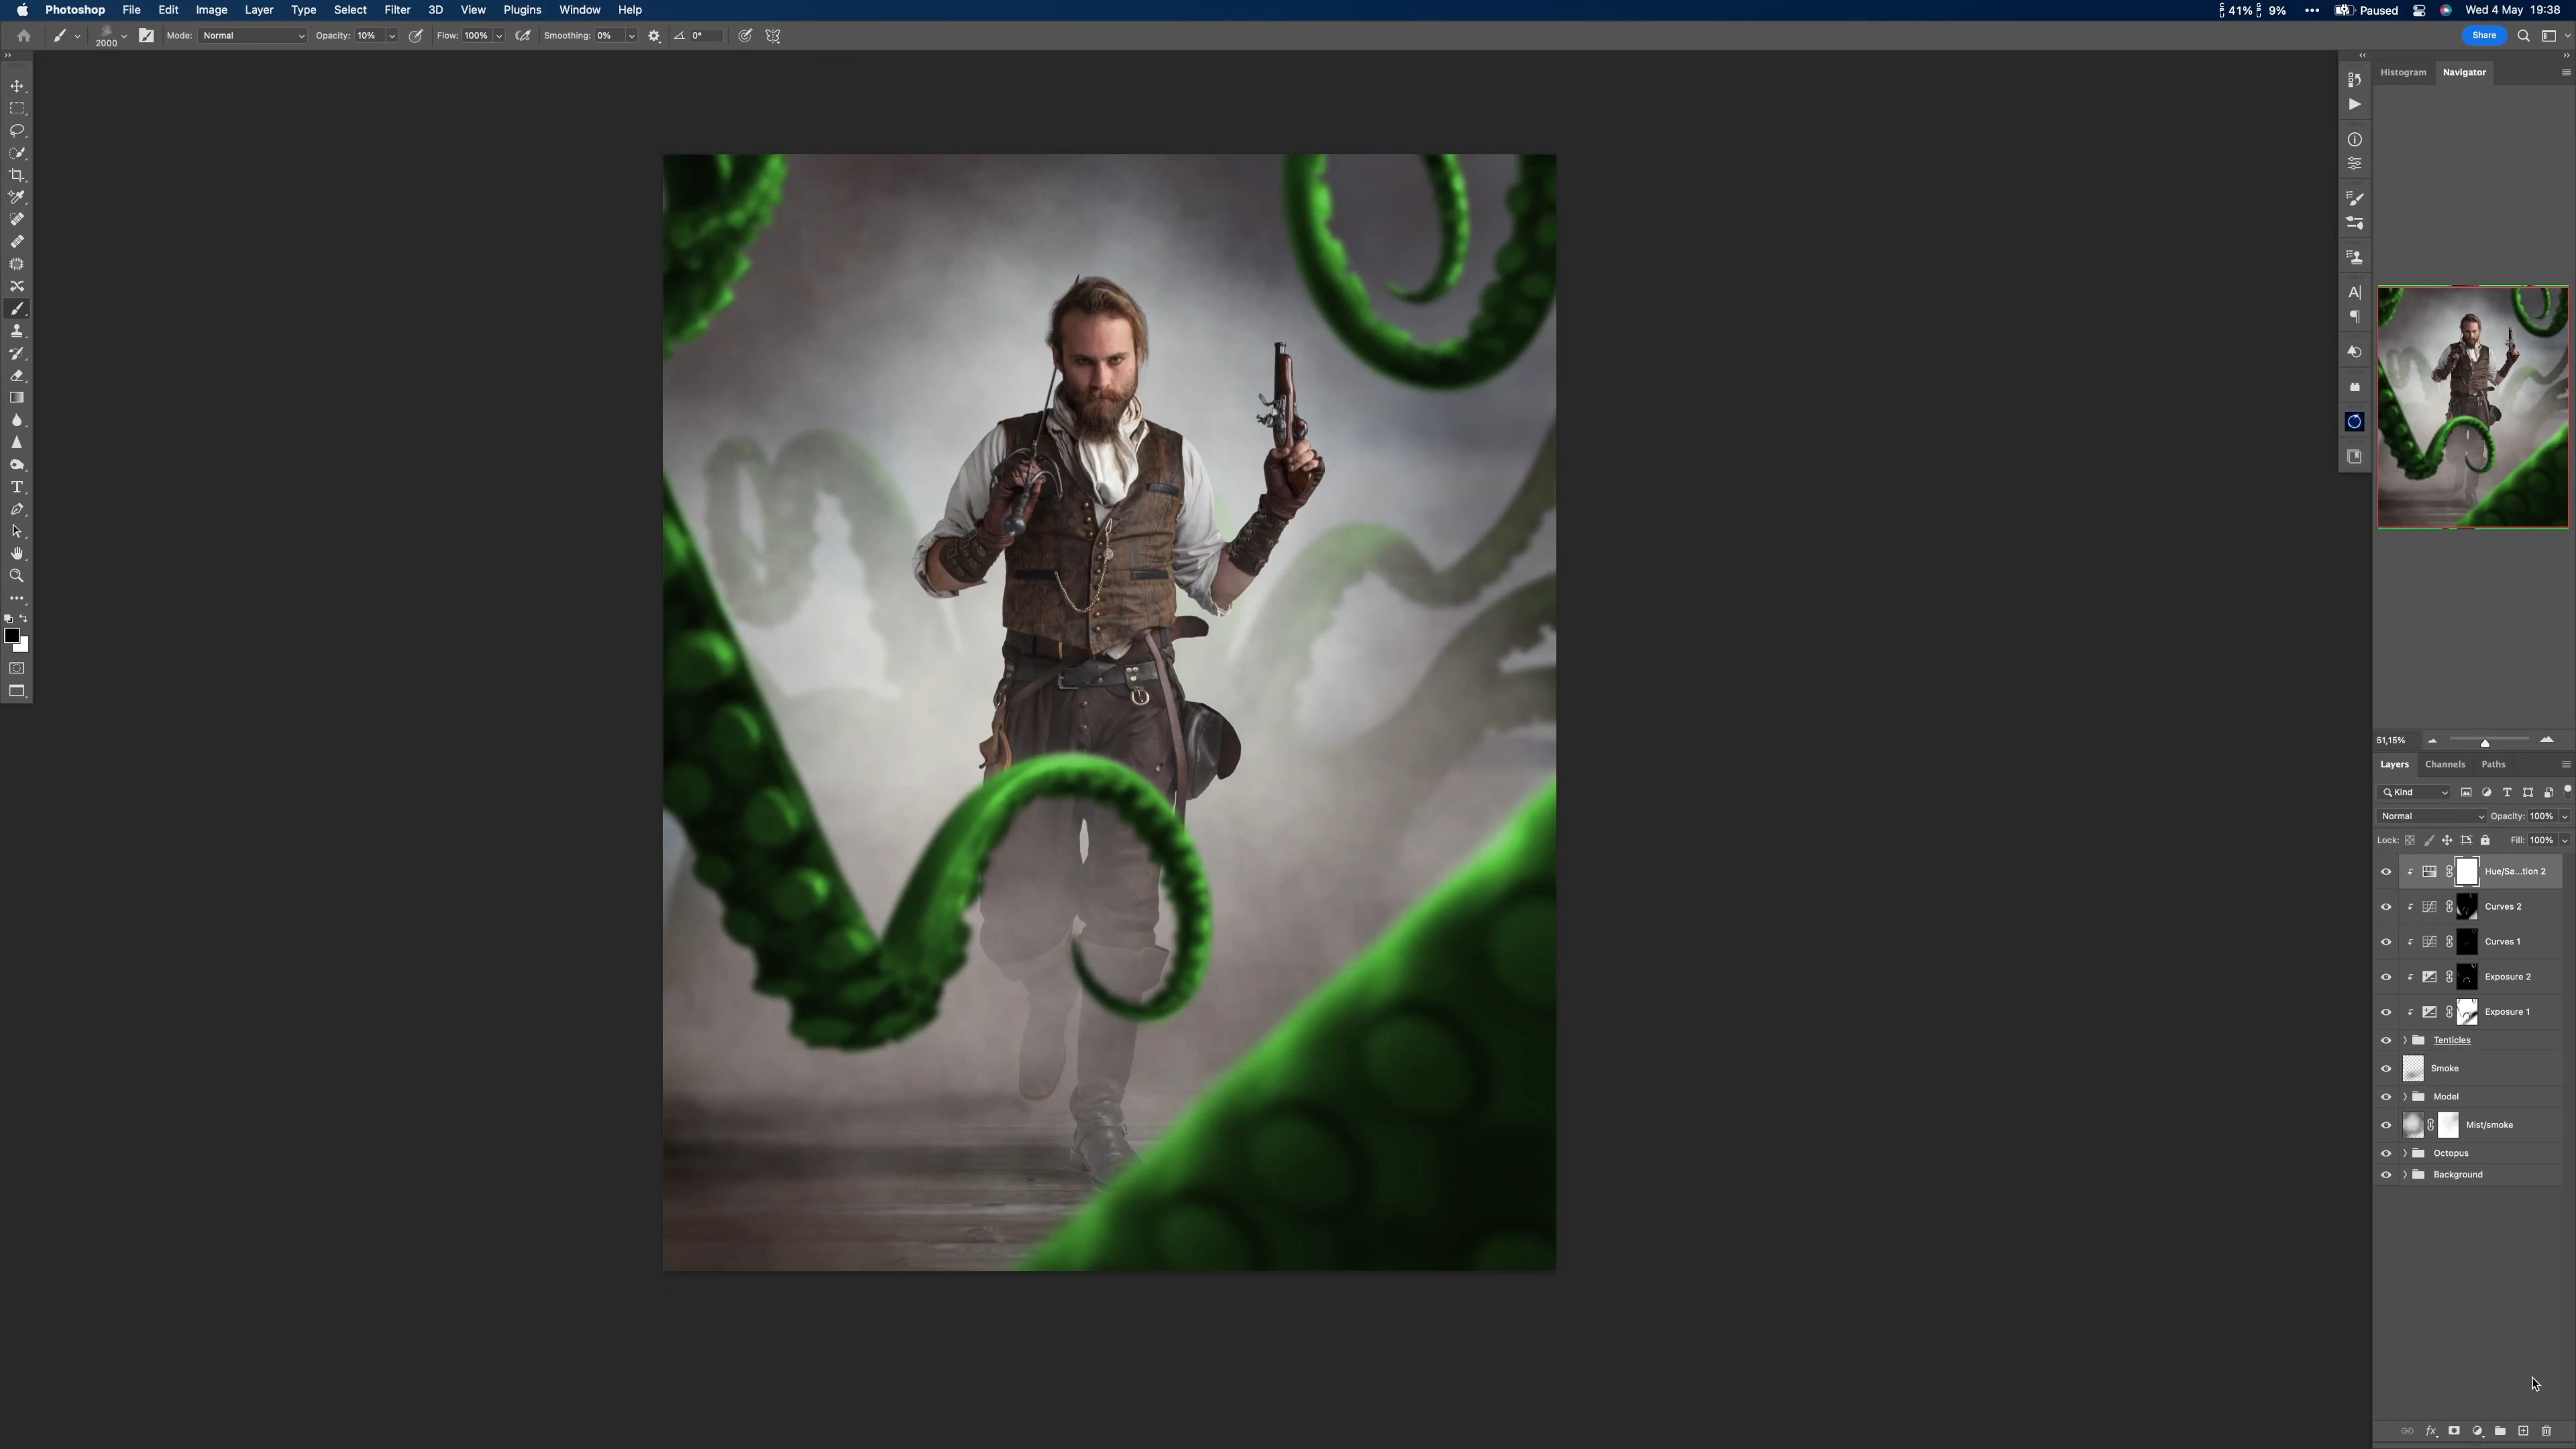 Photoshop File Edit Image Layer Type Select Filter 3D View Plugins Window Help 41% 9% Paused Wed 4 May 19:38
2000 Mode: Normal Opacity: 10% Flow: 100% Smoothing: 0% 0° Share
Histogram Navigator
51,15%
Layers Channels Paths
Kind
Normal Opacity: 100%
Lock: Fill: 100%
Hue/Sa...tion 2
Curves 2
Curves 1
Exposure 2
Exposure 1
Tenticles
Smoke
Model
Mist/smoke
Octopus
Background
fx